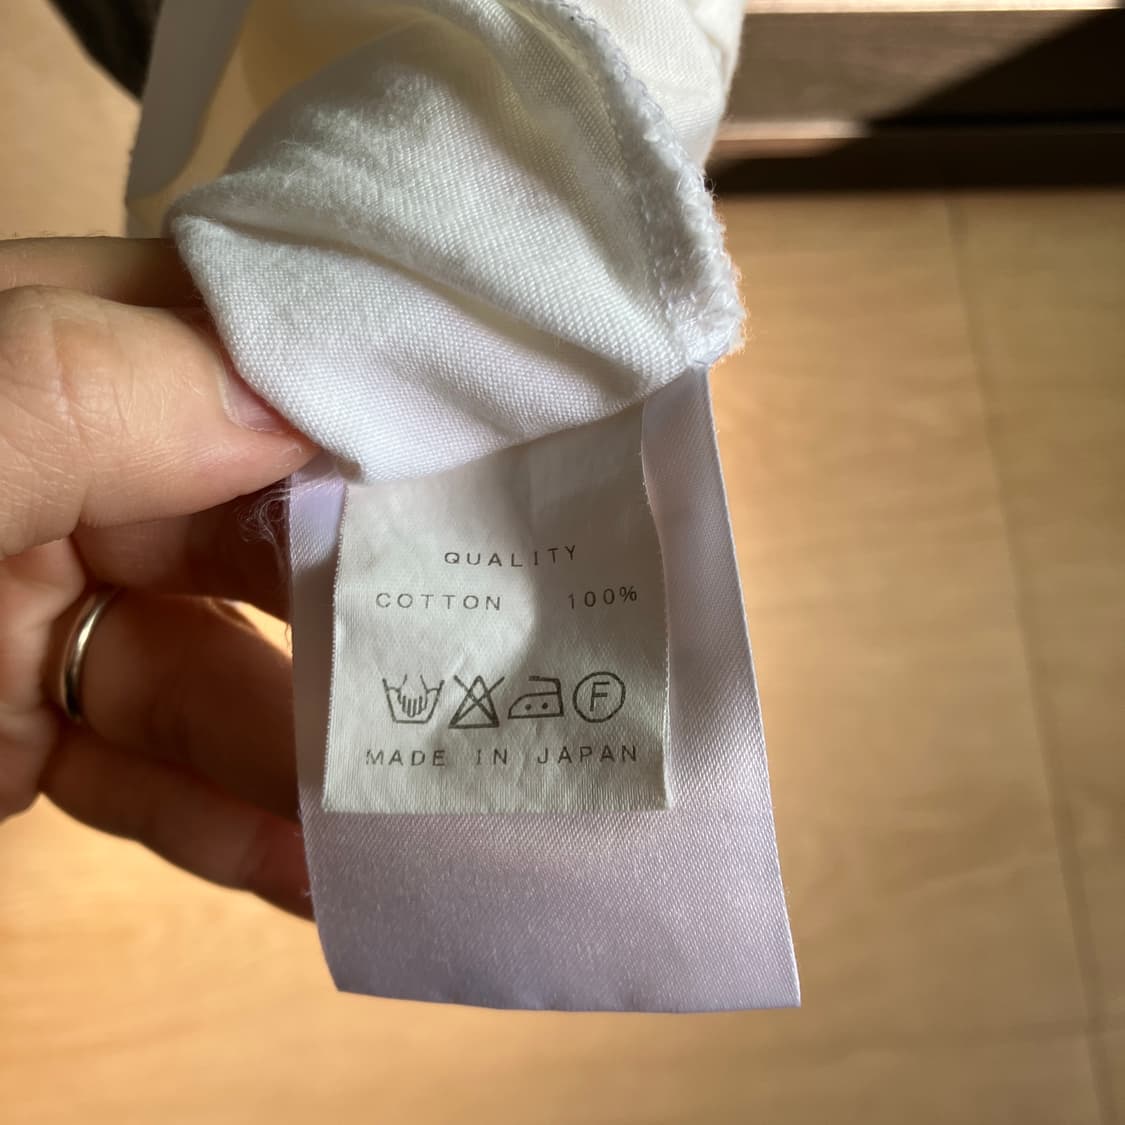 QUALITY
COTTON 100%
F
MADE IN JAPAN